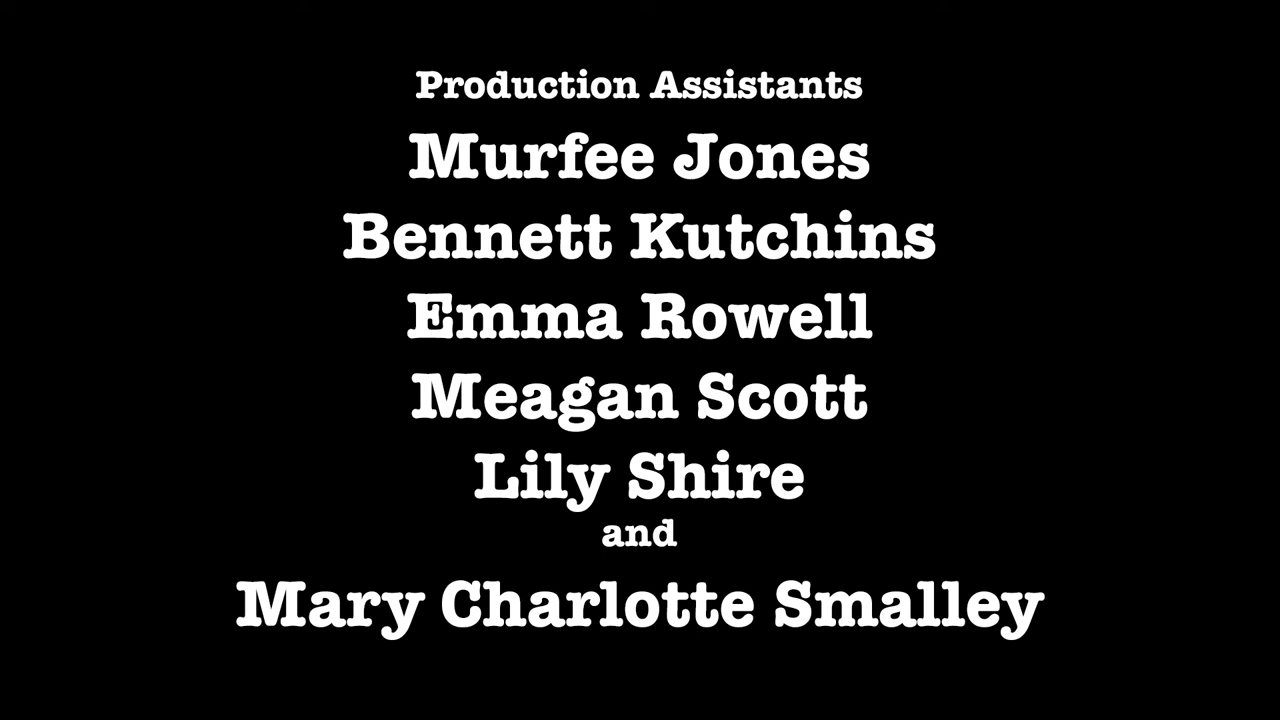 Production Assistants
Murfee Jones
Bennett Kutchins
Emma Rowell
Meagan Scott
Lily Shire
and
Mary Charlotte Smalley